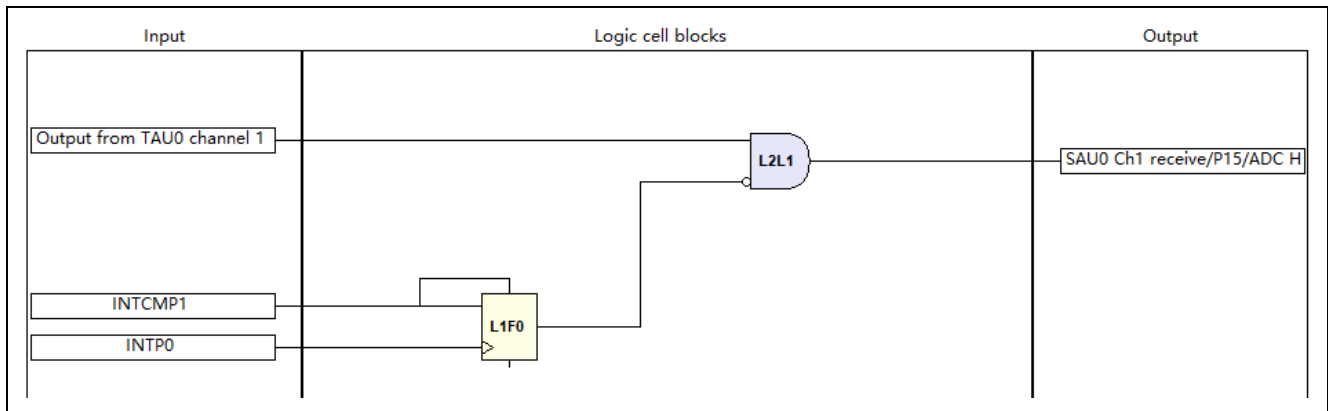 Input
Logic cell blocks
Output
Output from TAU0 channel 1
L2L1
SAU0 Ch1 receive/P15/ADC H
INTCMP1
L1F0
INTP0